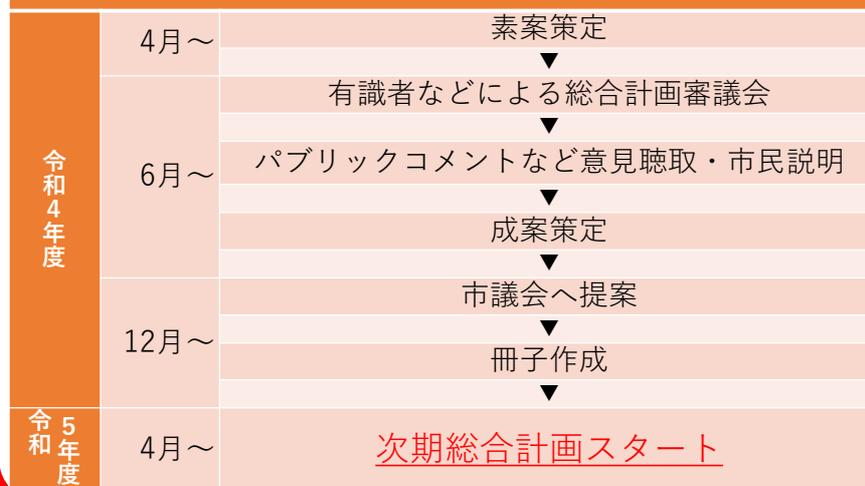 令和4年度
4月～
素案策定
▼
6月～
有識者などによる総合計画審議会
▼
パブリックコメントなど意見聴取・市民説明
▼
成案策定
▼
12月～
市議会へ提案
▼
冊子作成
▼
令和5年度
4月～
次期総合計画スタート